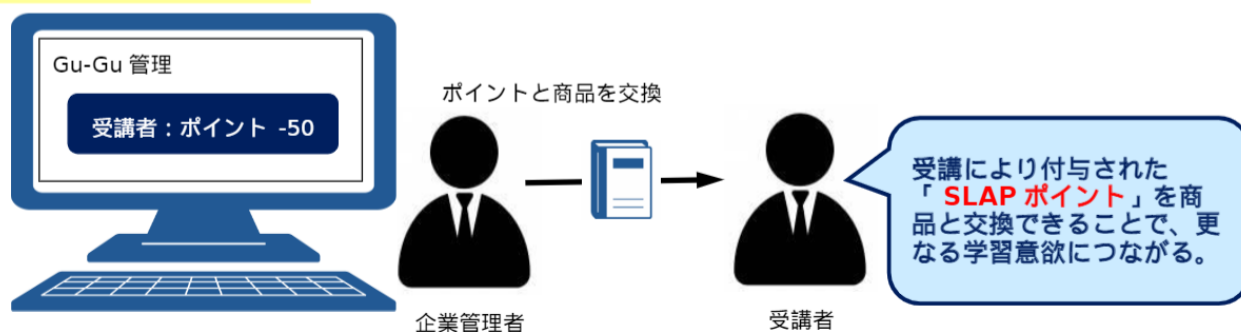 Gu-Gu 管理
受講者：ポイント -50
ポイントと商品を交換
企業管理者
受講者
受講により付与された
「 SLAP ポイント 」を商
品と交換できることで、更
なる学習意欲につながる。